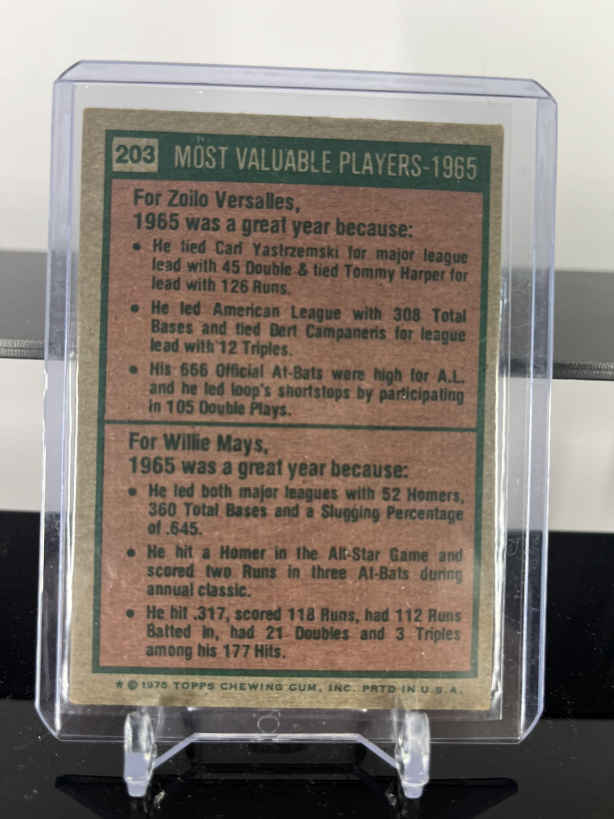 203 MOST VALUABLE PLAYERS-1965
For Zoilo Versalles,
1965 was a great year because:
• He tied Carl Yastrzemski for major league
lead with 45 Double & tied Tommy Harper for
lead with 126 Runs.
• He led American League with 308 Total
Bases and tied Bert Campaneris for league
lead with 12 Triples.
• His 666 Official At-Bats were high for A.L.
and he led loop's shortstops by participating
in 105 Double Plays.
For Willie Mays,
1965 was a great year because:
• He led both major leagues with 52 Homers,
360 Total Bases and a Slugging Percentage
of .645.
• He hit a Homer in the All-Star Game and
scored two Runs in three At-Bats during
annual classic.
• He hit .317, scored 118 Runs, had 112 Runs
Batted In, had 21 Doubles and 3 Triples
among his 177 Hits.
★ © 1975 TOPPS CHEWING GUM, INC. PRTD IN U.S.A.